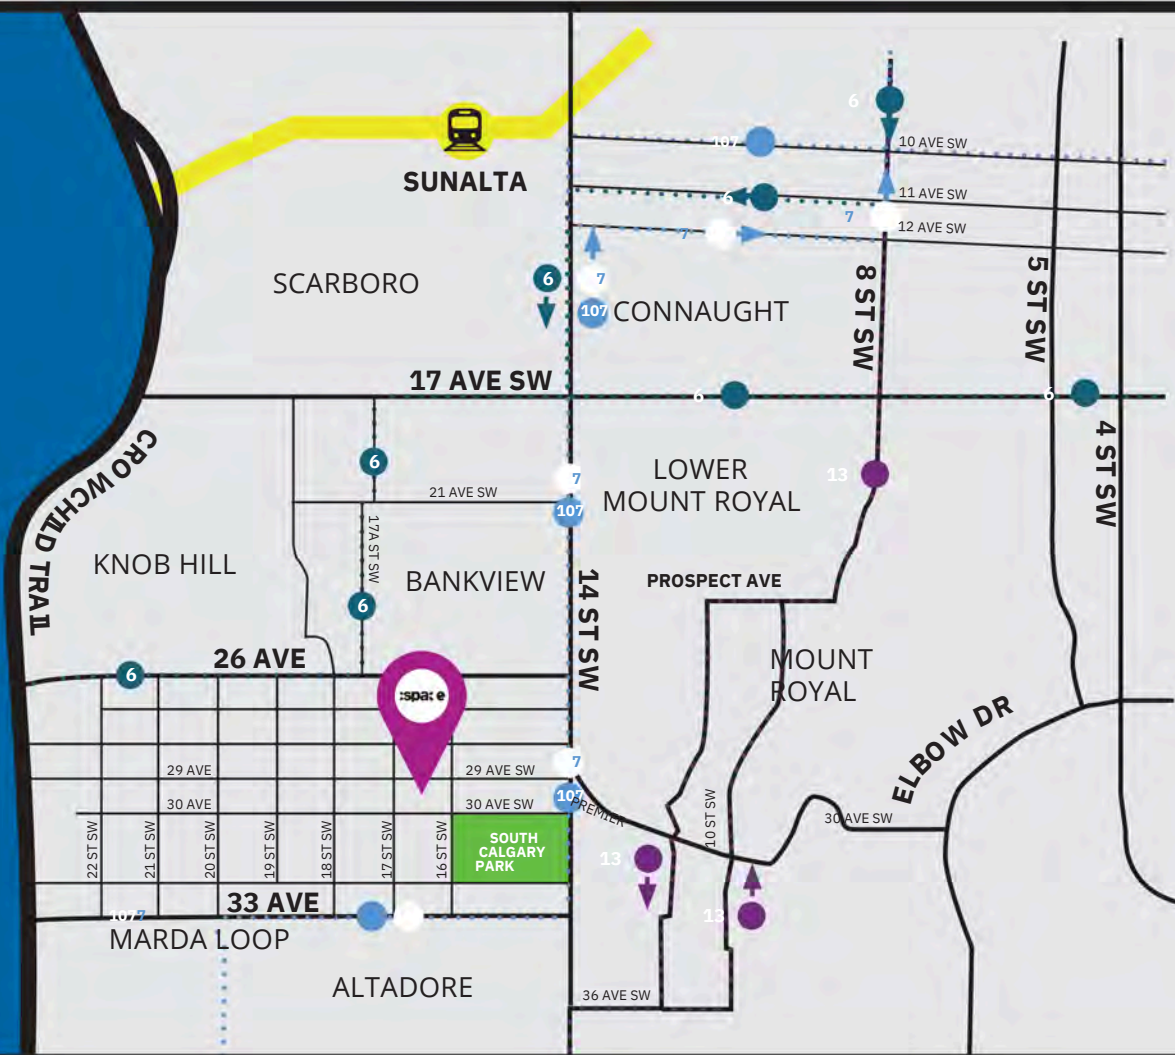 6
107
10 AVE SW
SUNALTA
6
11 AVE SW
7
7
12 AVE SW
SCARBORO
6
7
107
CONNAUGHT
8 ST SW
5 ST SW
17 AVE SW
6
6
4 ST SW
CROWCHILD TRAIL
6
7
LOWER
MOUNT ROYAL
13
21 AVE SW
107
17A ST SW
KNOB HILL
BANKVIEW
14 ST SW
PROSPECT AVE
6
26 AVE
6
:space
MOUNT
ROYAL
ELBOW DR
29 AVE
29 AVE SW
7
30 AVE
30 AVE SW
107
PREMIER
10 ST SW
30 AVE SW
22 ST SW
21 ST SW
20 ST SW
19 ST SW
18 ST SW
17 ST SW
16 ST SW
SOUTH
CALGARY
PARK
13
33 AVE
107
7
13
MARDA LOOP
ALTADORE
36 AVE SW